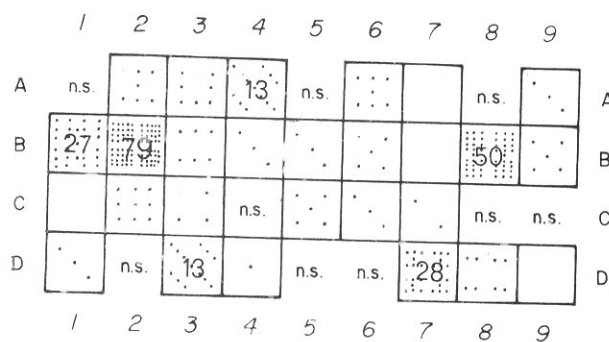 1 2 3 4 5 6 7 8 9
A n.s. 13 n.s. n.s. A
B 27 79 50 B
C n.s. n.s. n.s. C
D n.s. 13 n.s. n.s. 28 D
1 2 3 4 5 6 7 8 9